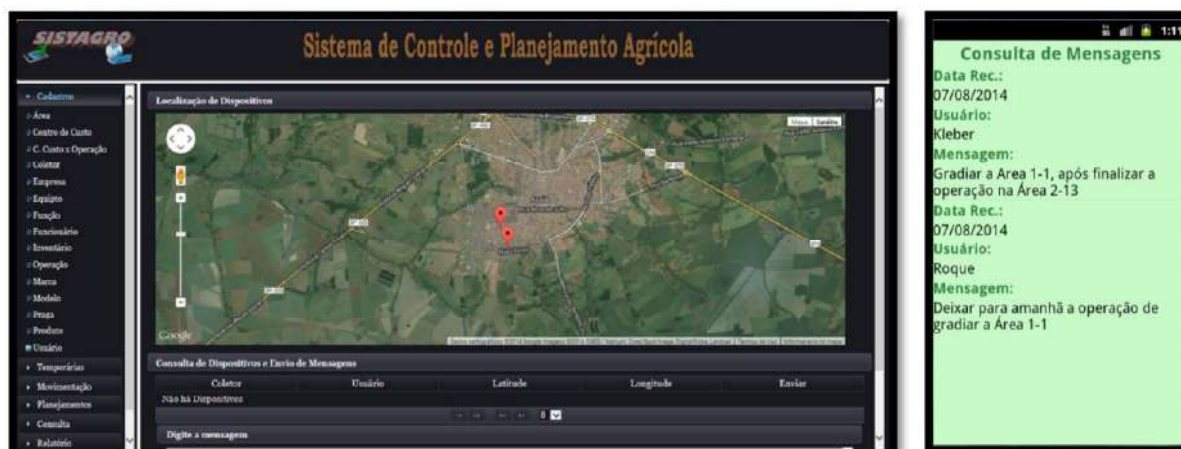 SISTAGRO
Sistema de Controle e Planejamento Agrícola
Cadastros
Área
Centro de Custo
C. Custo x Operação
Coletor
Empresa
Equipto
Função
Funcionário
Inventário
Operação
Marca
Modelo
Praga
Produto
Usuário
Temporárias
Movimentação
Planejamentos
Consulta
Relatório
Localização de Dispositivos
Mapa Satélite
Google
Consulta de Dispositivos e Envio de Mensagens
Coletor Usuário Latitude Longitude Enviar
Não há Dispositivos
8
Digite a mensagem
1:11
Consulta de Mensagens
Data Rec.:
07/08/2014
Usuário:
Kleber
Mensagem:
Gradiar a Area 1-1, após finalizar a
operação na Área 2-13
Data Rec.:
07/08/2014
Usuário:
Roque
Mensagem:
Deixar para amanhã a operação de
gradiar a Área 1-1